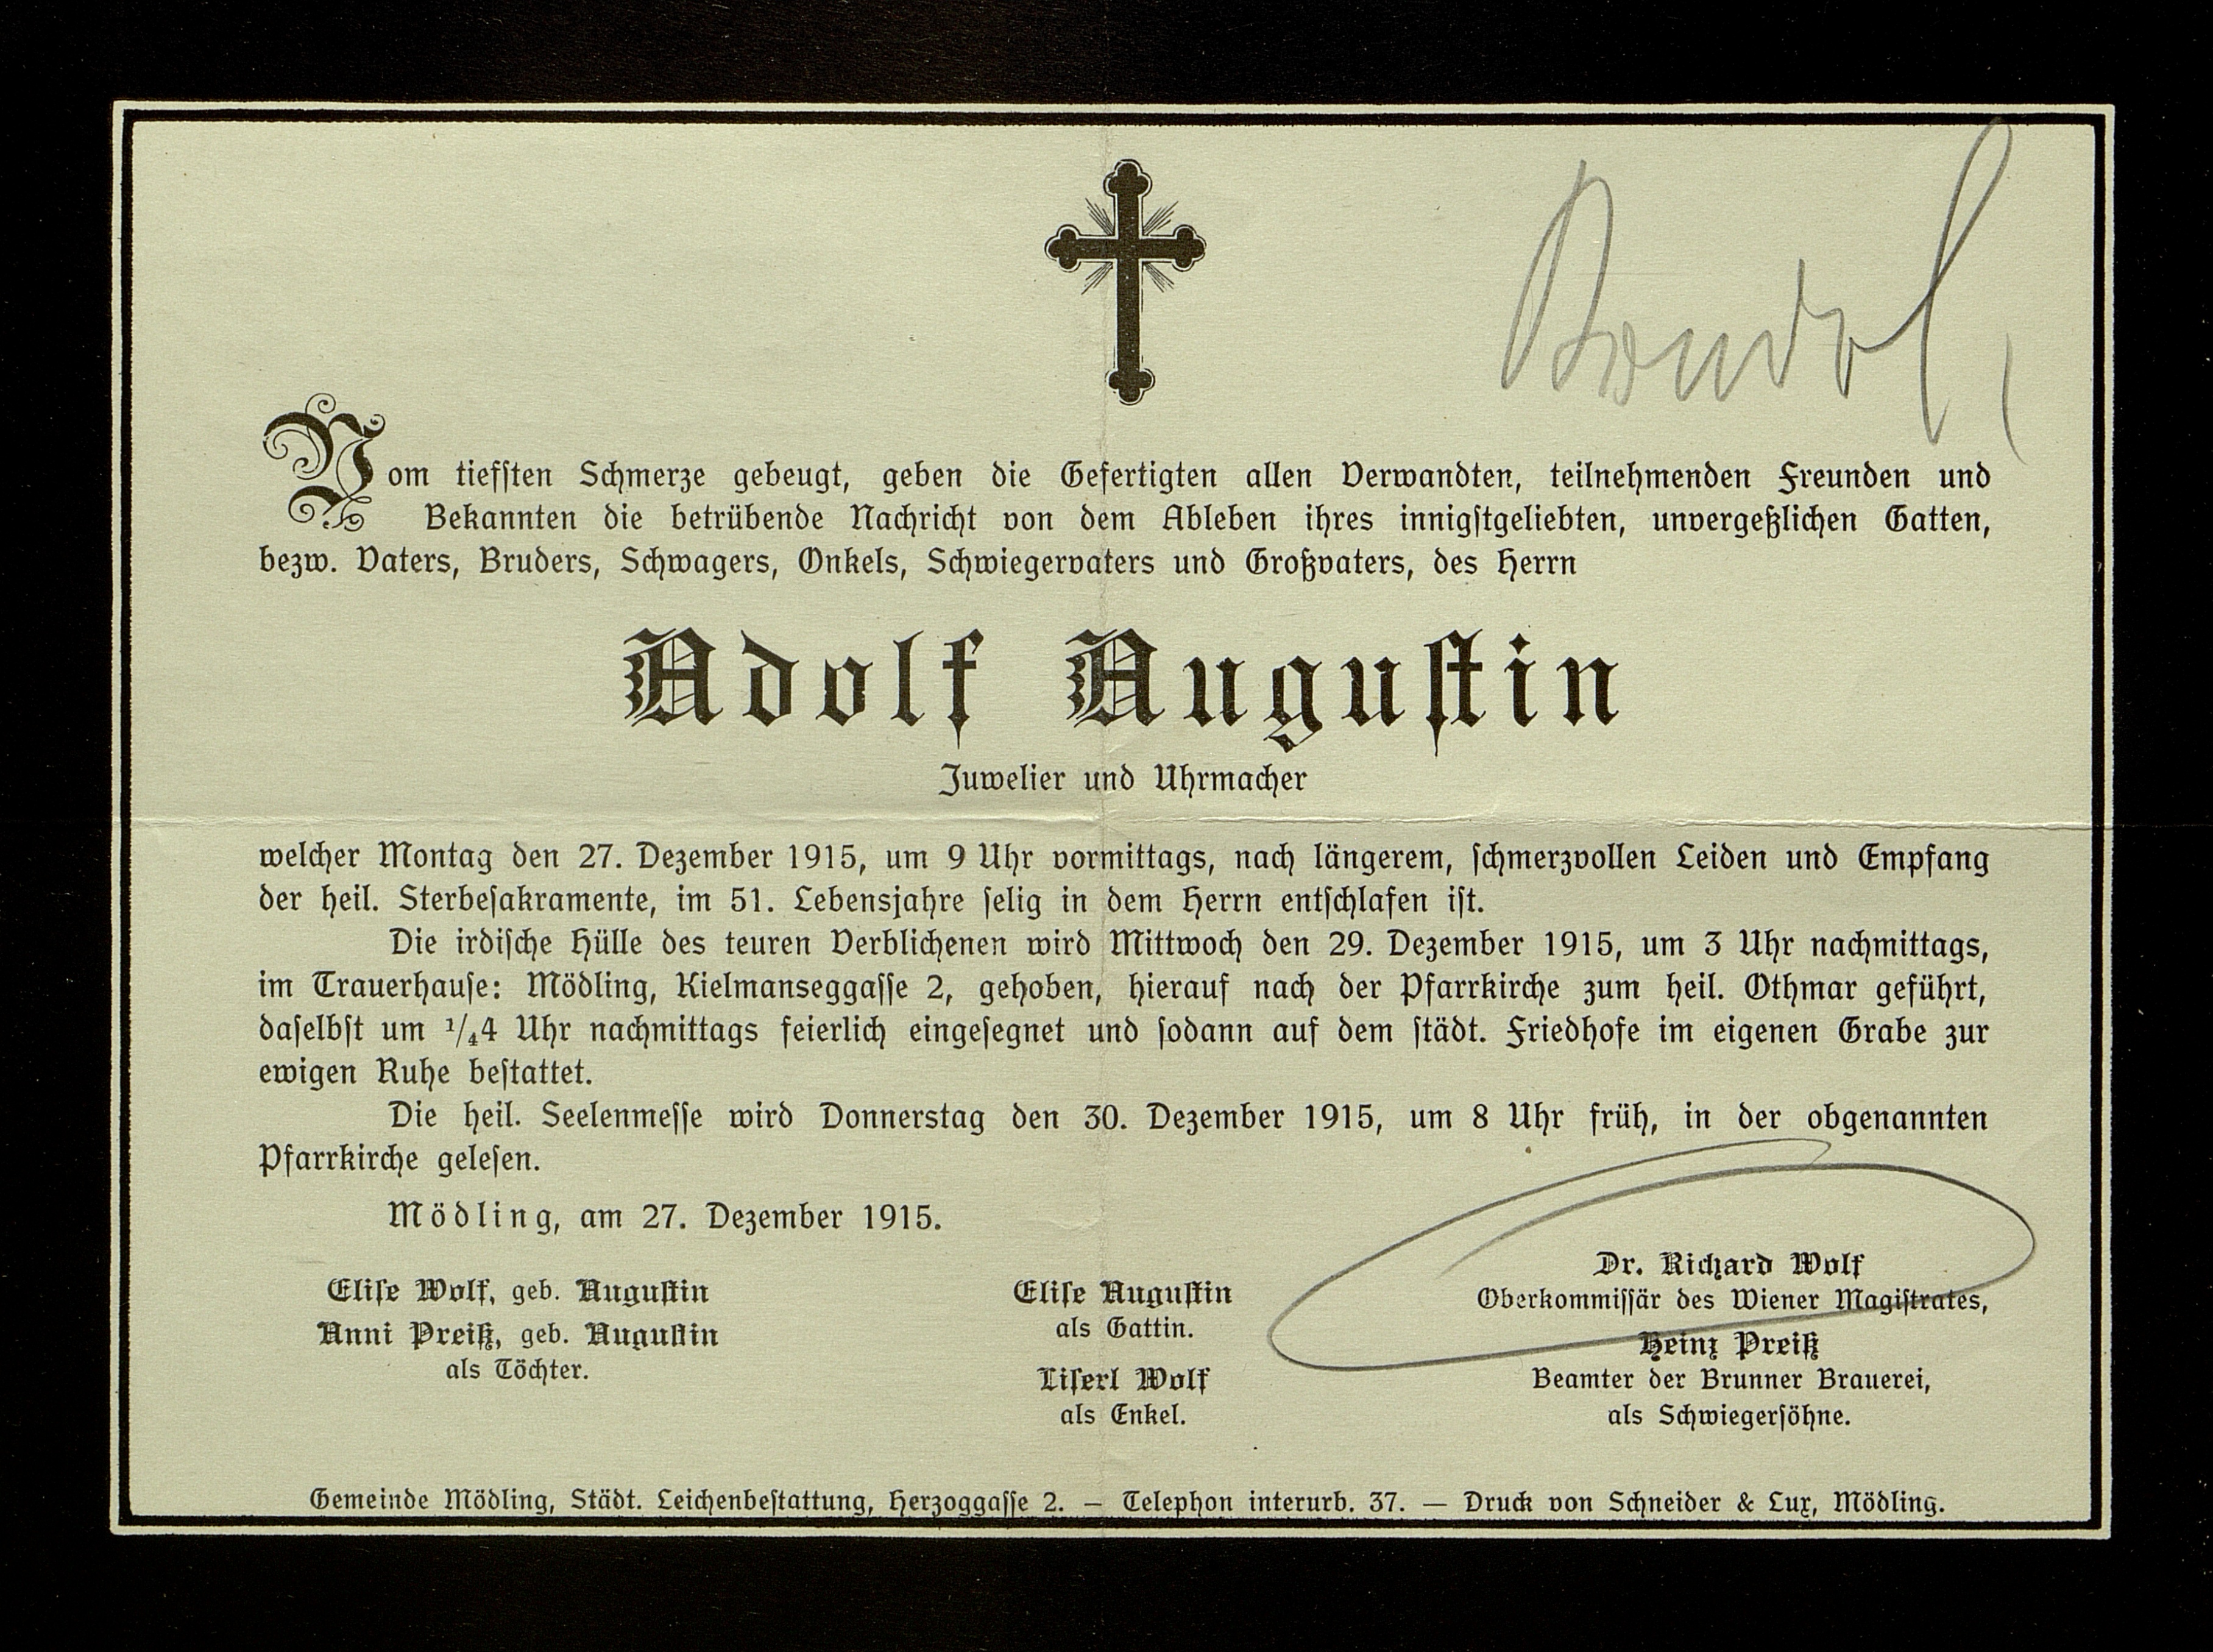 Vom tiefsten Schmerze gebeugt, geben die Gefertigten allen Verwandten, teilnehmenden Freunden und
Bekannten die betrübende Nachricht von dem Ableben ihres innigstgeliebten, unvergeßlichen Gatten,
bezw. Vaters, Bruders, Schwagers, Onkels, Schwiegervaters und Großvaters, des Herrn
Adolf Augustin
Juwelier und Uhrmacher
welcher Montag den 27. Dezember 1915, um 9 Uhr vormittags, nach längerem, schmerzvollen Leiden und Empfang
der heil. Sterbesakramente, im 51. Lebensjahre selig in dem Herrn entschlafen ist.
Die irdische Hülle des teuren Verblichenen wird Mittwoch den 29. Dezember 1915, um 3 Uhr nachmittags,
im Trauerhause: Mödling, Kielmanseggasse 2, gehoben, hierauf nach der Pfarrkirche zum heil. Othmar geführt,
daselbst um 1/4 4 Uhr nachmittags feierlich eingesegnet und sodann auf dem städt. Friedhofe im eigenen Grabe zur
ewigen Ruhe bestattet.
Die heil. Seelenmesse wird Donnerstag den 30. Dezember 1915, um 8 Uhr früh, in der obgenannten
Pfarrkirche gelesen.
Mödling, am 27. Dezember 1915.
Elise Wolf, geb. Augustin
Anni Preiß, geb. Augustin
als Töchter.
Elise Augustin
als Gattin.
Liserl Wolf
als Enkel.
Dr. Richard Wolf
Oberkommissär des Wiener Magistrates,
Heinz Preiß
Beamter der Brunner Brauerei,
als Schwiegersöhne.
Gemeinde Mödling, Städt. Leichenbestattung, Herzoggasse 2. — Telephon interurb. 37. — Druck von Schneider & Lux, Mödling.